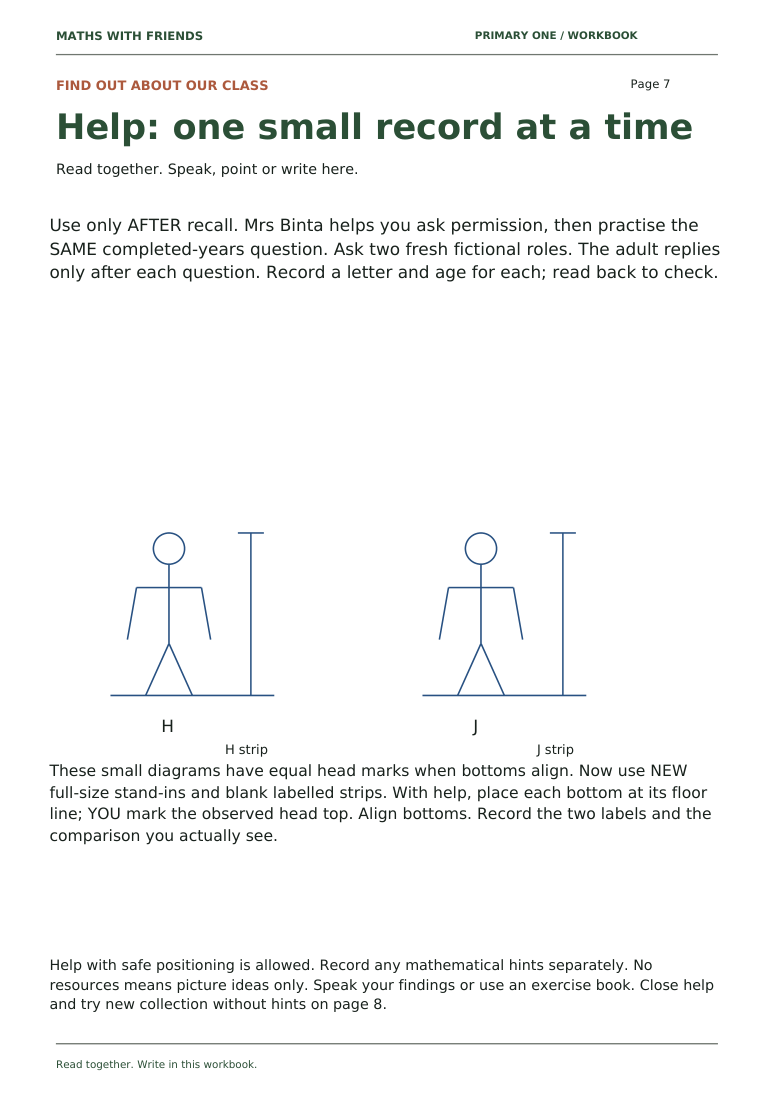 MATHS WITH FRIENDS
PRIMARY ONE / WORKBOOK
FIND OUT ABOUT OUR CLASS
Page 7
Help: one small record at a time
Read together. Speak, point or write here.
Use only AFTER recall. Mrs Binta helps you ask permission, then practise the
SAME completed-years question. Ask two fresh fictional roles. The adult replies
only after each question. Record a letter and age for each; read back to check.
H
J
H strip
J strip
These small diagrams have equal head marks when bottoms align. Now use NEW
full-size stand-ins and blank labelled strips. With help, place each bottom at its floor
line; YOU mark the observed head top. Align bottoms. Record the two labels and the
comparison you actually see.
Help with safe positioning is allowed. Record any mathematical hints separately. No
resources means picture ideas only. Speak your findings or use an exercise book. Close help
and try new collection without hints on page 8.
Read together. Write in this workbook.